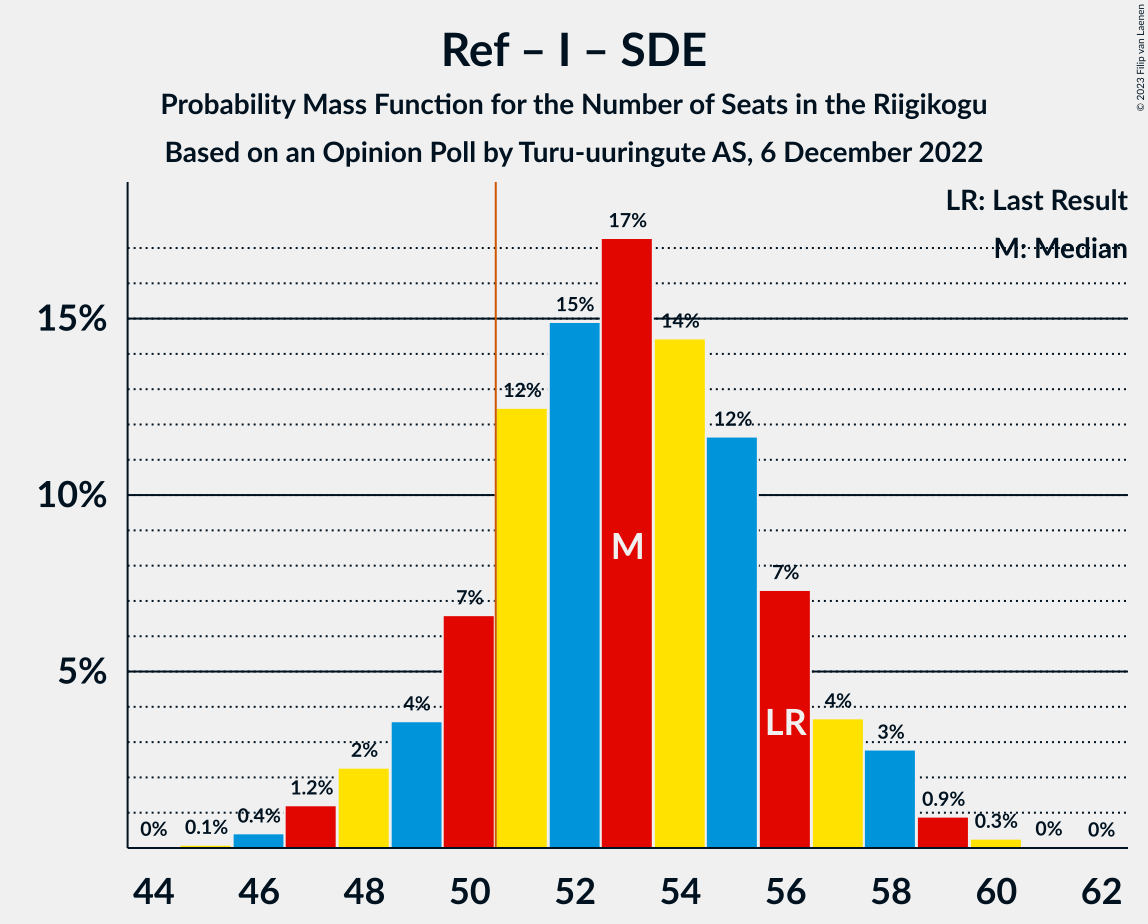 Ref – I – SDE
Probability Mass Function for the Number of Seats in the Riigikogu
Based on an Opinion Poll by Turu-uuringute AS, 6 December 2022
© 2023 Filip van Laenen
LR: Last Result
M: Median
15%
10%
5%
0%
0.1%
0.4%
1.2%
2%
4%
7%
12%
15%
17%
14%
12%
7%
4%
3%
0.9%
0.3%
0%
0%
M
LR
44 46 48 50 52 54 56 58 60 62